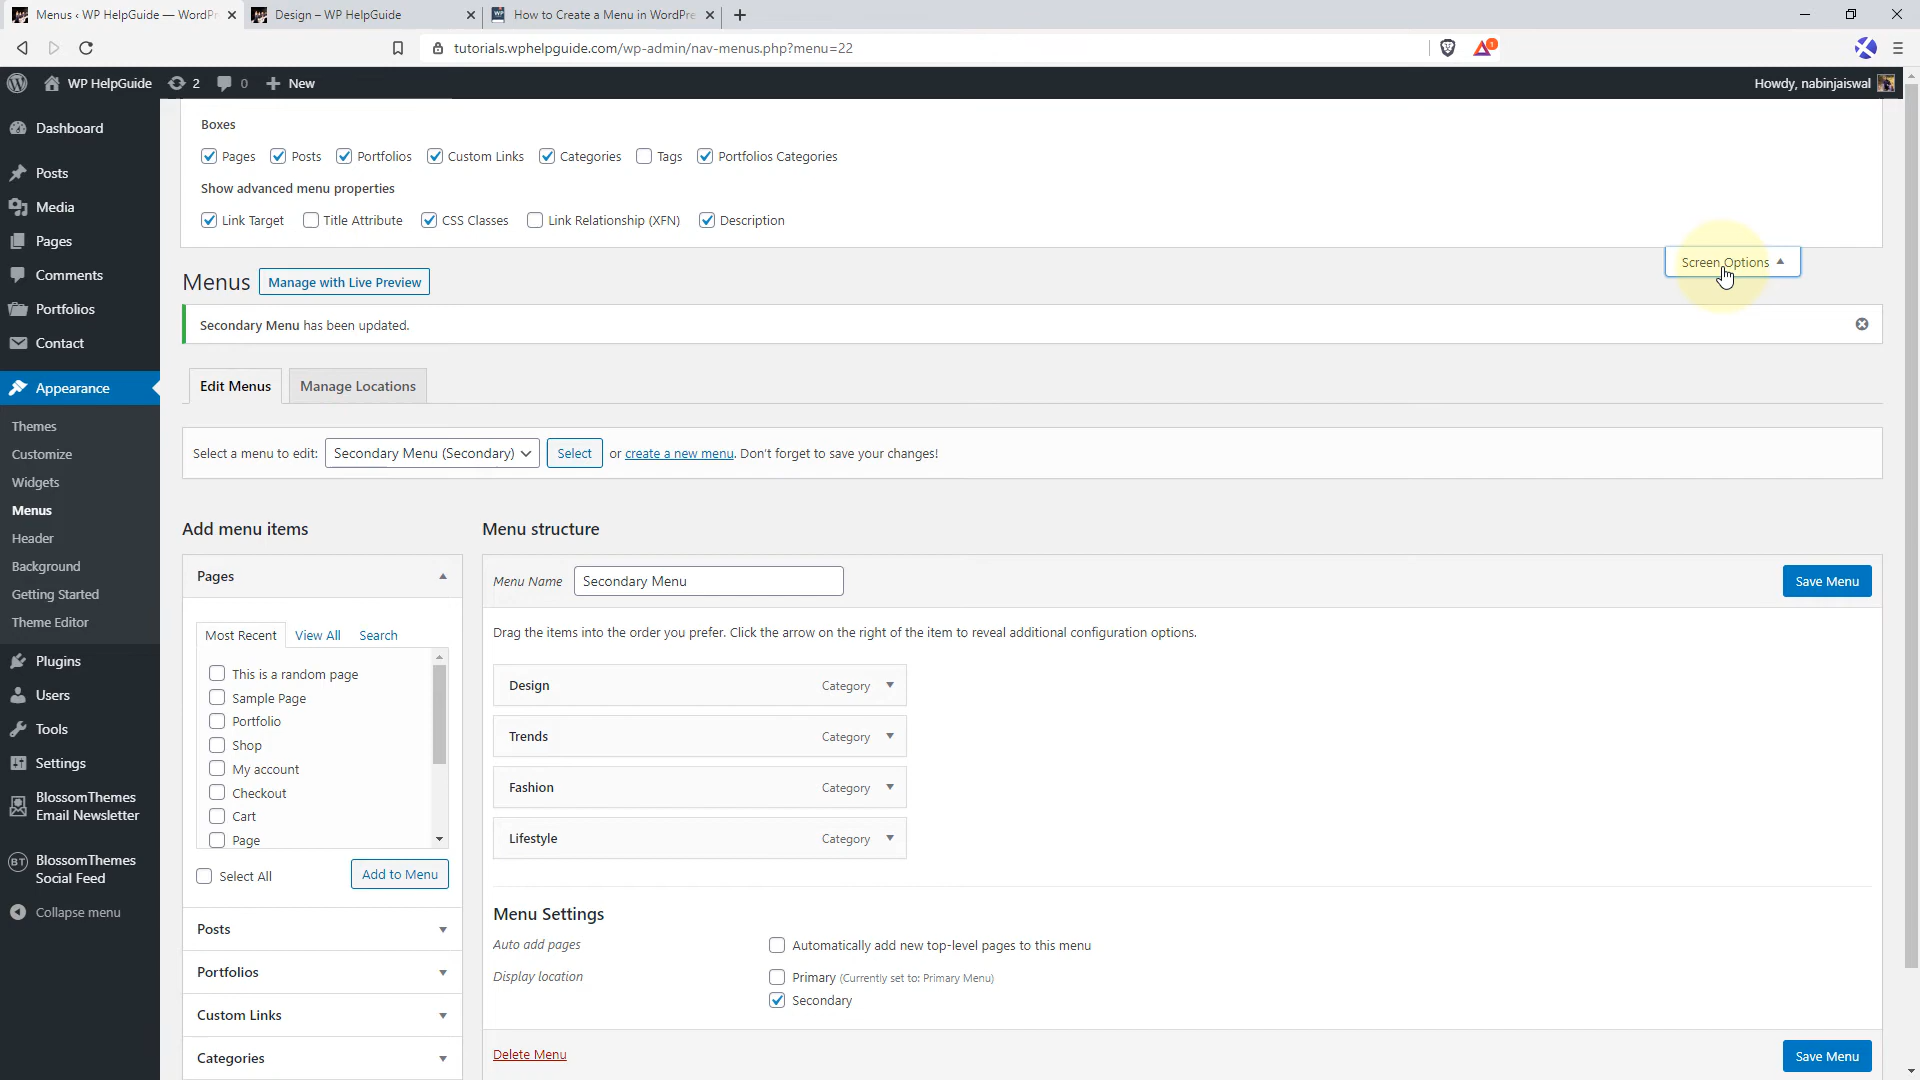 Menus ‹ WP HelpGuide — WordPr
Design – WP HelpGuide
How to Create a Menu in WordPre
tutorials.wphelpguide.com/wp-admin/nav-menus.php?menu=22
1
WP HelpGuide 2 0 New
Howdy, nabinjaiswal
Dashboard
Posts
Media
Pages
Comments
Portfolios
Contact
Appearance
Themes
Customize
Widgets
Menus
Header
Background
Getting Started
Theme Editor
Plugins
Users
Tools
Settings
BlossomThemes
Email Newsletter
BT
BlossomThemes
Social Feed
Collapse menu
Boxes
Pages Posts Portfolios Custom Links Categories Tags Portfolios Categories
Show advanced menu properties
Link Target Title Attribute CSS Classes Link Relationship (XFN) Description
Screen Options
Menus Manage with Live Preview
Secondary Menu has been updated.
Edit Menus Manage Locations
Select a menu to edit: Secondary Menu (Secondary) Select or create a new menu. Don’t forget to save your changes!
Add menu items
Pages
Most Recent View All Search
This is a random page
Sample Page
Portfolio
Shop
My account
Checkout
Cart
Page
Select All Add to Menu
Posts
Portfolios
Custom Links
Categories
Menu structure
Menu Name Secondary Menu Save Menu
Drag the items into the order you prefer. Click the arrow on the right of the item to reveal additional configuration options.
Design Category
Trends Category
Fashion Category
Lifestyle Category
Menu Settings
Auto add pages Automatically add new top-level pages to this menu
Display location Primary (Currently set to: Primary Menu)
Secondary
Delete Menu Save Menu